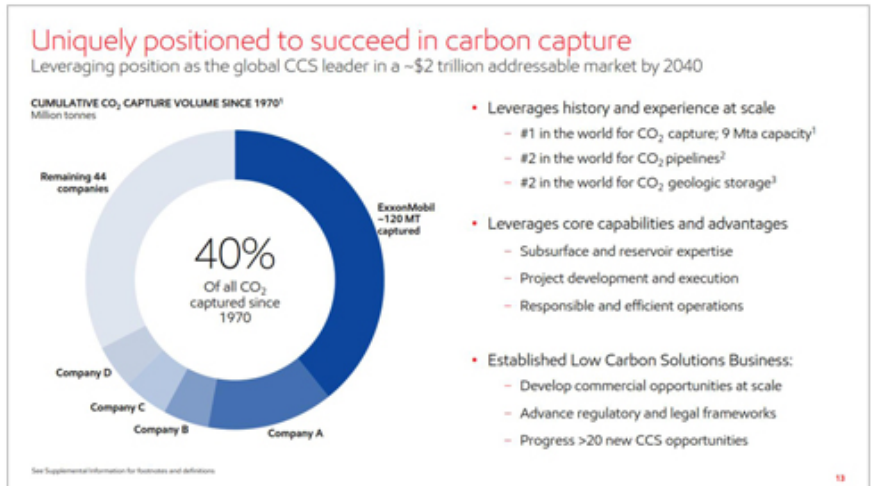 Uniquely positioned to succeed in carbon capture
Leveraging position as the global CCS leader in a ~$2 trillion addressable market by 2040
CUMULATIVE CO₂ CAPTURE VOLUME SINCE 1970¹
Million tonnes
Remaining 44
companies
ExxonMobil
~120 MT
captured
40%
Of all CO₂
captured since
1970
Company D
Company C
Company B
Company A
• Leverages history and experience at scale
– #1 in the world for CO₂ capture; 9 Mta capacity¹
– #2 in the world for CO₂ pipelines²
– #2 in the world for CO₂ geologic storage³
• Leverages core capabilities and advantages
– Subsurface and reservoir expertise
– Project development and execution
– Responsible and efficient operations
• Established Low Carbon Solutions Business:
– Develop commercial opportunities at scale
– Advance regulatory and legal frameworks
– Progress >20 new CCS opportunities
See Supplemental Information for footnotes and definitions
13